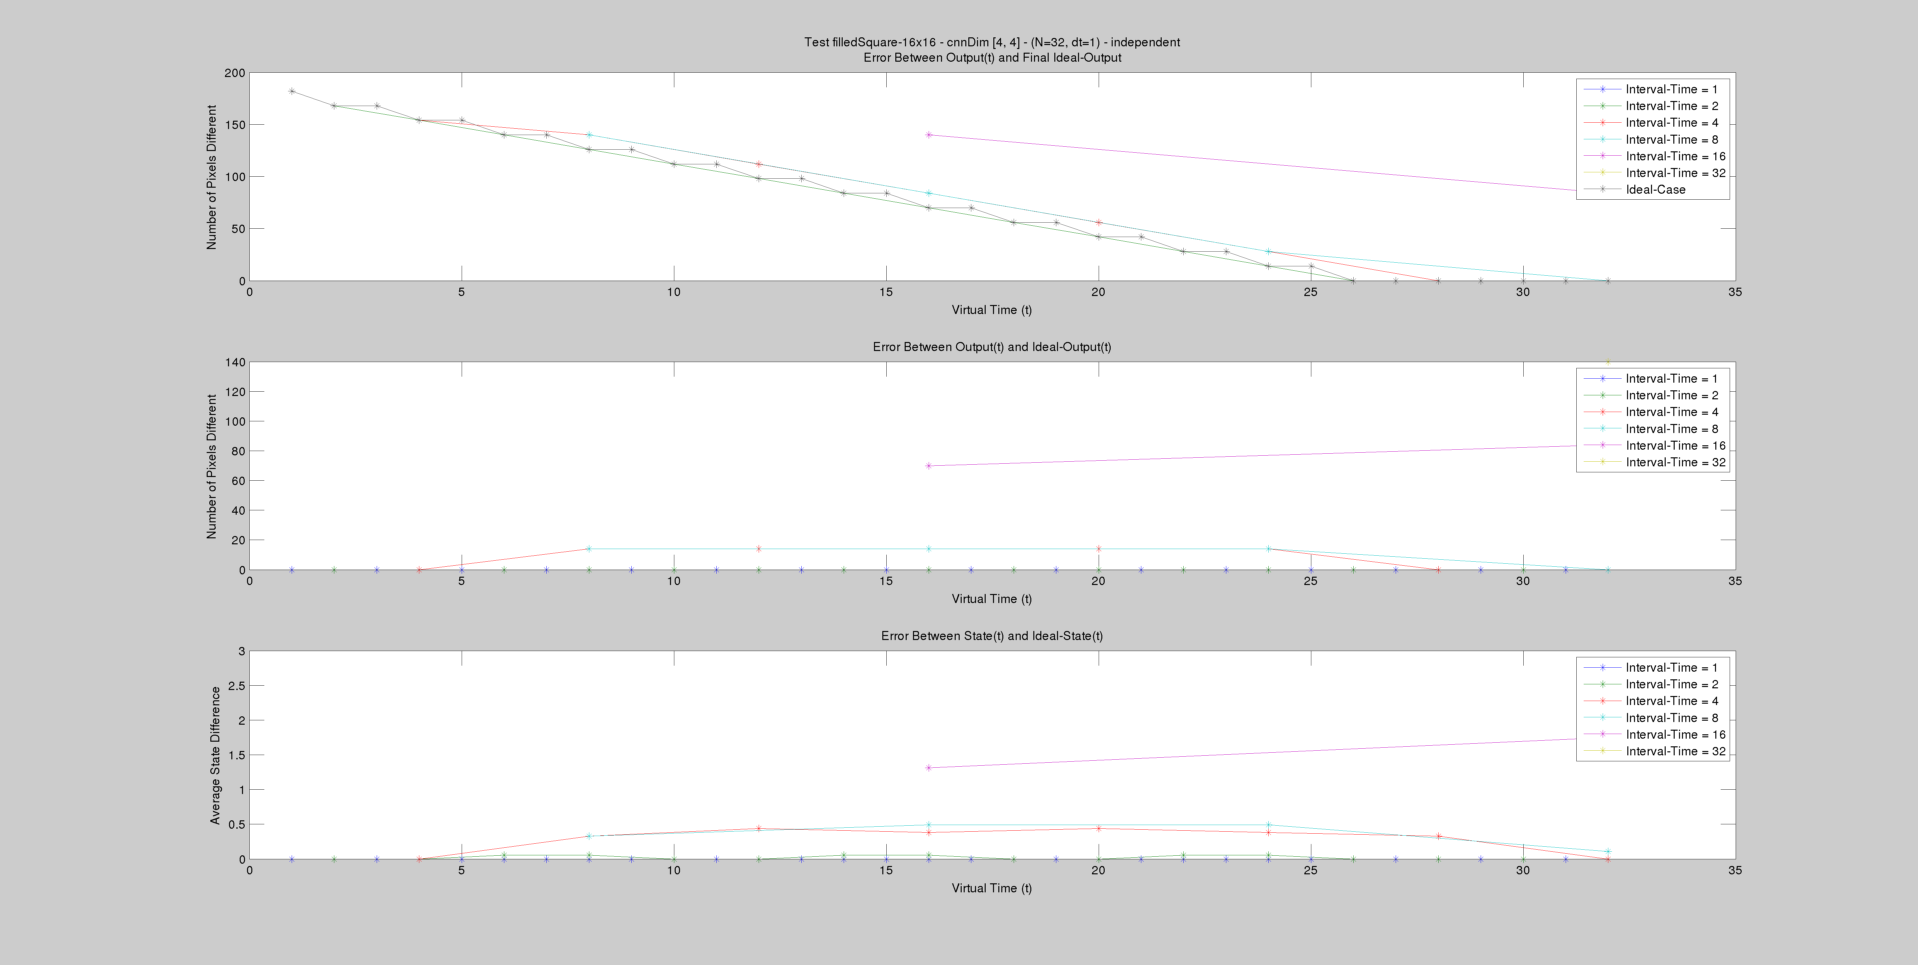 Test filledSquare-16x16 - cnnDim [4, 4] - (N=32, dt=1) - independent
Error Between Output(t) and Final Ideal-Output
Number of Pixels Different
200
150
100
50
0
0 5 10 15 20 25 30 35
Virtual Time (t)
Interval-Time = 1
Interval-Time = 2
Interval-Time = 4
Interval-Time = 8
Interval-Time = 16
Interval-Time = 32
Ideal-Case
Error Between Output(t) and Ideal-Output(t)
Number of Pixels Different
140
120
100
80
60
40
20
0
0 5 10 15 20 25 30 35
Virtual Time (t)
Interval-Time = 1
Interval-Time = 2
Interval-Time = 4
Interval-Time = 8
Interval-Time = 16
Interval-Time = 32
Error Between State(t) and Ideal-State(t)
Average State Difference
3
2.5
2
1.5
1
0.5
0
0 5 10 15 20 25 30 35
Virtual Time (t)
Interval-Time = 1
Interval-Time = 2
Interval-Time = 4
Interval-Time = 8
Interval-Time = 16
Interval-Time = 32